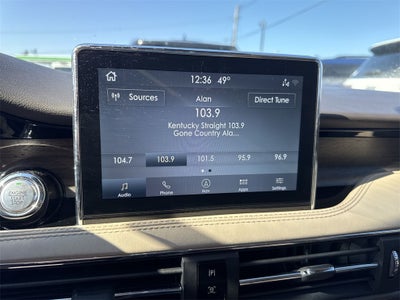 12:36 49°
Sources
Alan
Direct Tune
103.9
Kentucky Straight 103.9
Gone Country Ala...
104.7 103.9 101.5 95.9 96.9
Audio Phone Nav Apps Settings
P